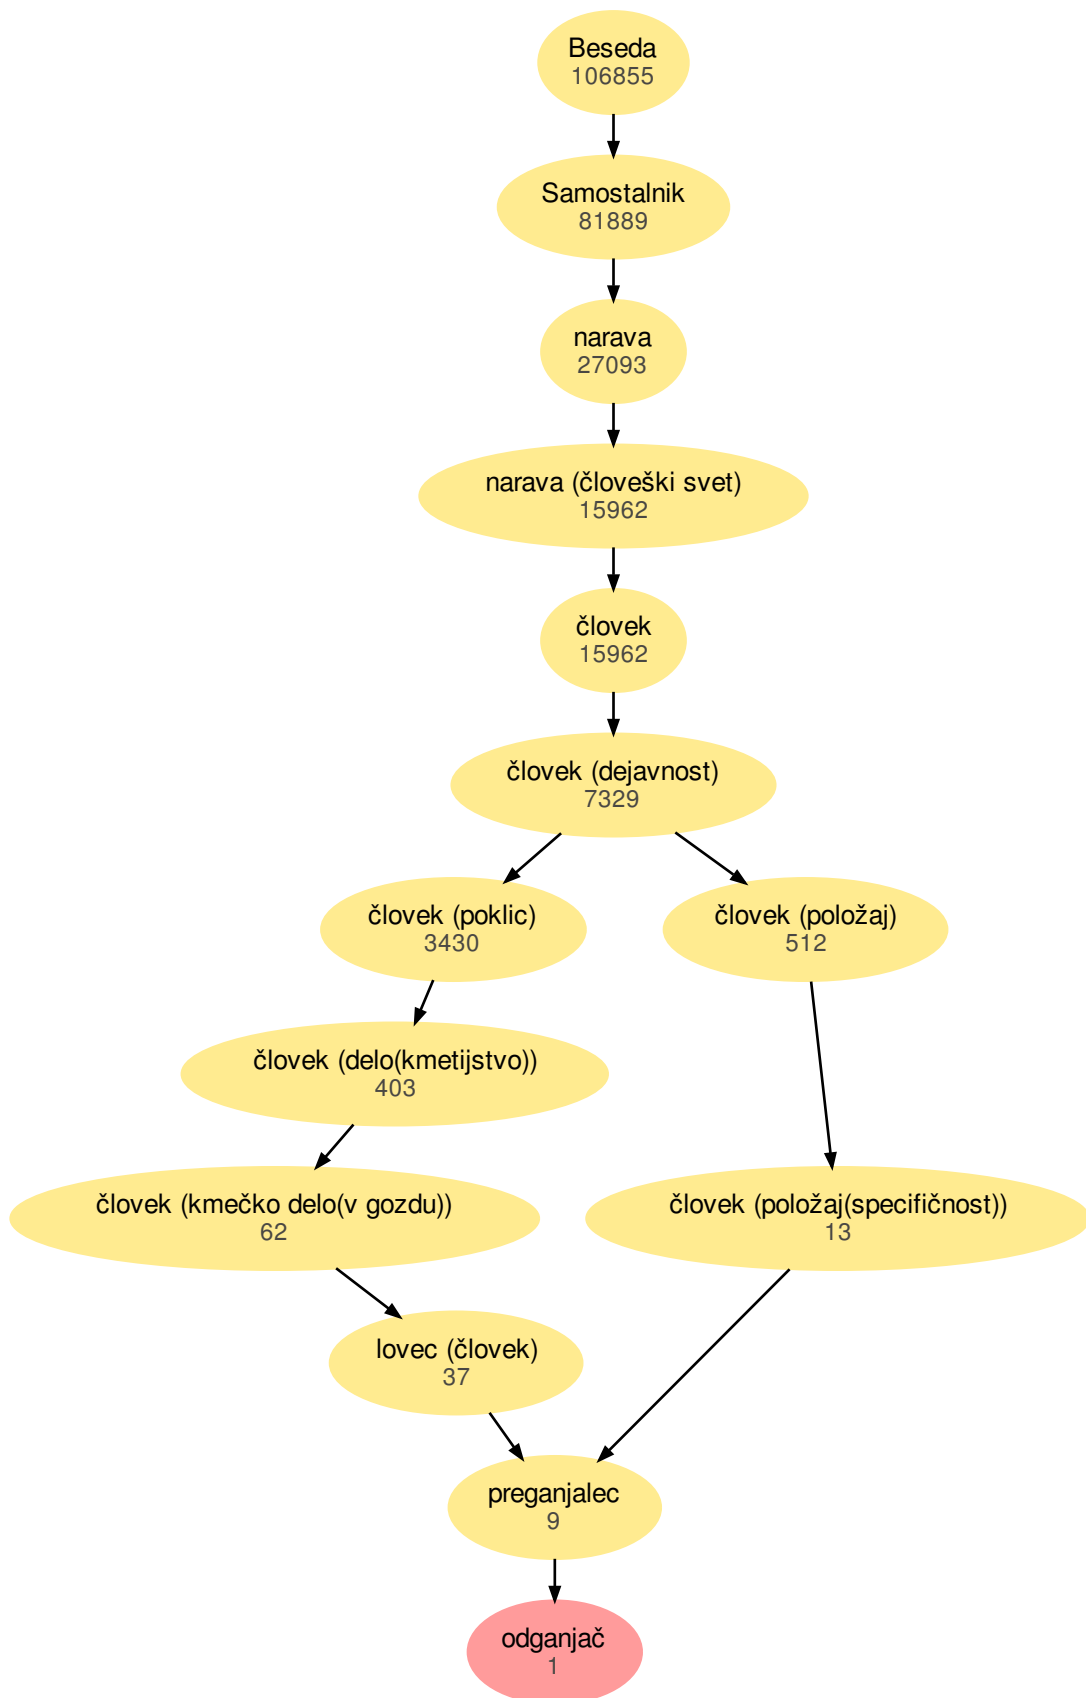 Beseda
106855
Samostalnik
81889
narava
27093
narava (človeški svet)
15962
človek
15962
človek (dejavnost)
7329
človek (poklic)
3430
človek (položaj)
512
človek (delo(kmetijstvo))
403
človek (kmečko delo(v gozdu))
62
človek (položaj(specifičnost))
13
lovec (človek)
37
preganjalec
9
odganjač
1